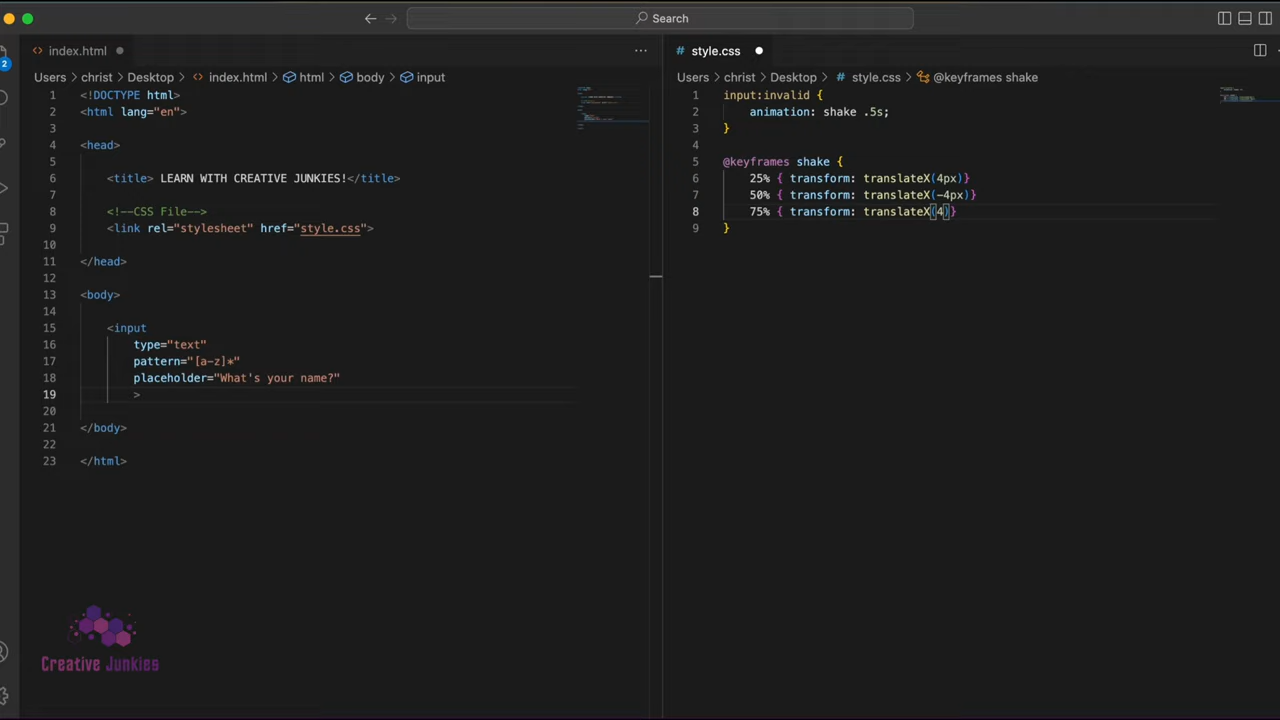 Search
index.html
style.css
Users > christ > Desktop > index.html > html > body > input
Users > christ > Desktop > # style.css > @keyframes shake
2
1 <!DOCTYPE html>
2 <html lang="en">
3
4 <head>
5
6 <title> LEARN WITH CREATIVE JUNKIES!</title>
7
8 <!--CSS File-->
9 <link rel="stylesheet" href="style.css">
10
11 </head>
12
13 <body>
14
15 <input
16 type="text"
17 pattern="[a-z]*"
18 placeholder="What's your name?"
19 >
20
21 </body>
22
23 </html>
1 input:invalid {
2 animation: shake .5s;
3 }
4
5 @keyframes shake {
6 25% { transform: translateX(4px)}
7 50% { transform: translateX(-4px)}
8 75% { transform: translateX(4)}
9 }
Creative Junkies